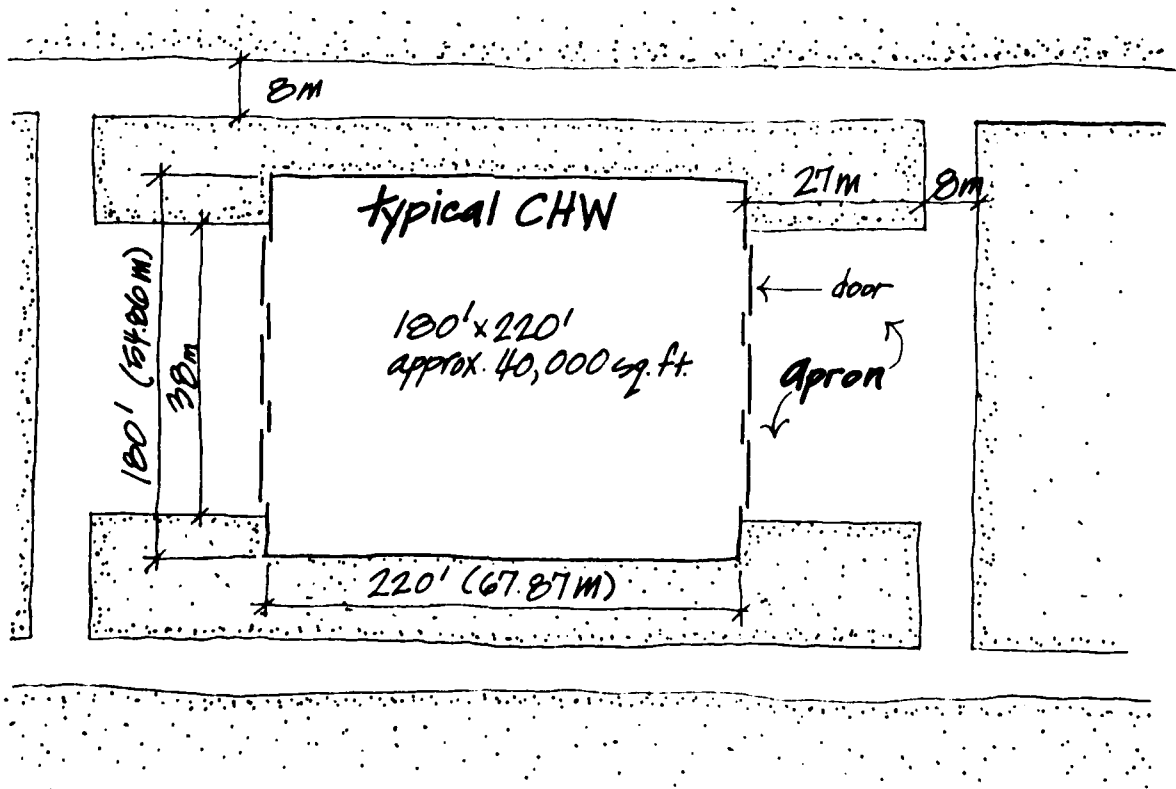 8m
27m
8m
typical CHW
door
180' x 220'
approx. 40,000 sq. ft.
apron
180' (54.86m)
38m
220' (67.87m)